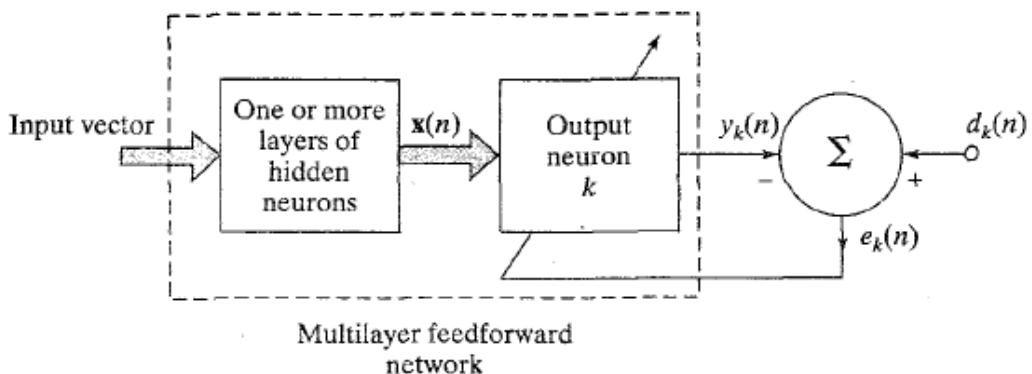 Input vector
One or more
layers of
hidden
neurons
x(n)
Output
neuron
k
y_k(n)
−
Σ
+
d_k(n)
e_k(n)
Multilayer feedforward
network